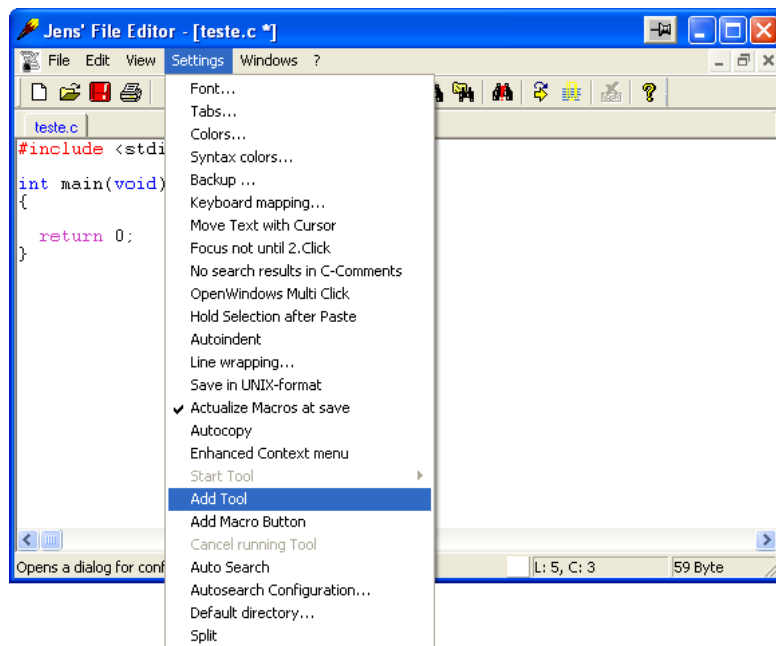 Jens' File Editor - [teste.c *]
File Edit View Settings Windows ?
teste.c
#include <stdi
int main(void)
{
return 0;
}
Font...
Tabs...
Colors...
Syntax colors...
Backup ...
Keyboard mapping...
Move Text with Cursor
Focus not until 2.Click
No search results in C-Comments
OpenWindows Multi Click
Hold Selection after Paste
Autoindent
Line wrapping...
Save in UNIX-format
Actualize Macros at save
Autocopy
Enhanced Context menu
Start Tool
Add Tool
Add Macro Button
Cancel running Tool
Auto Search
Autosearch Configuration...
Default directory...
Split
Opens a dialog for conf
L: 5, C: 3
59 Byte